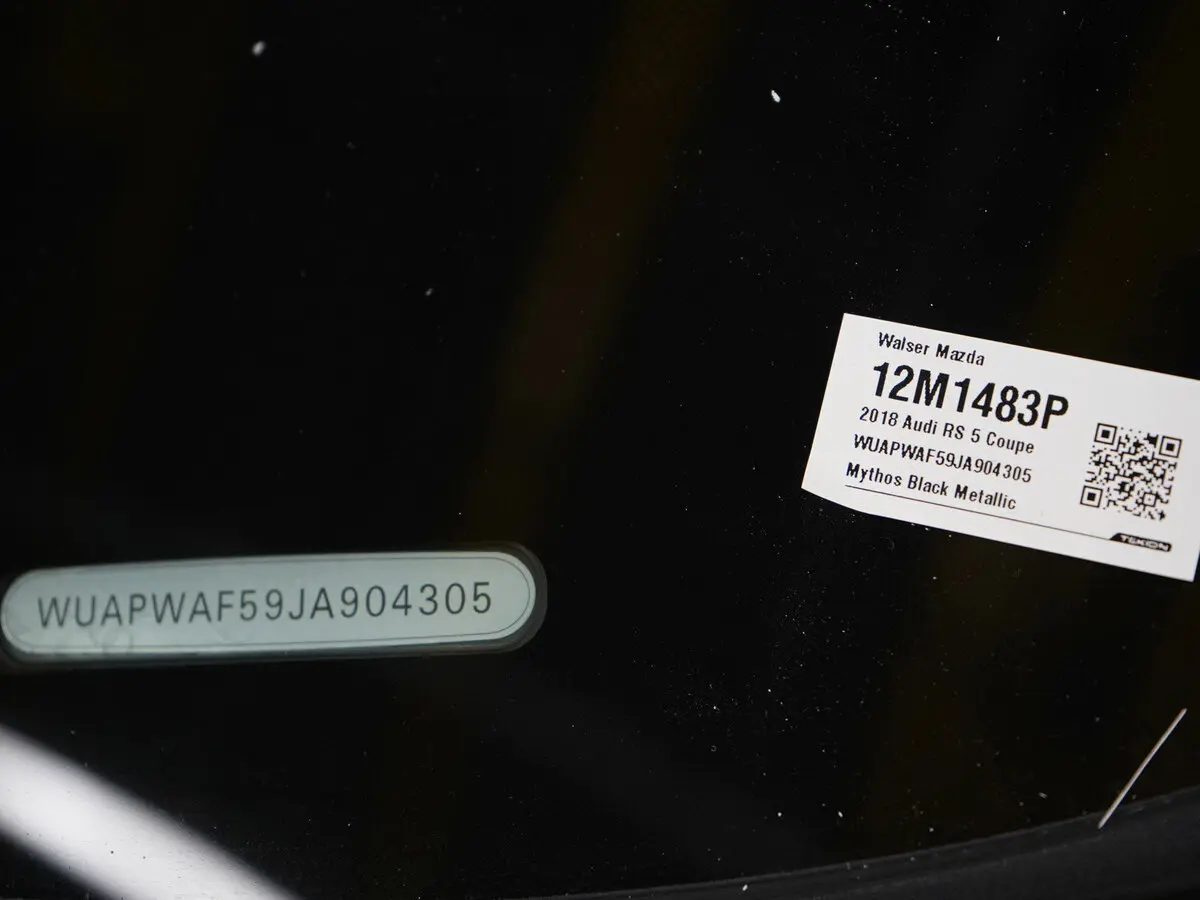 Walser Mazda
12M1483P
2018 Audi RS 5 Coupe
WUAPWAF59JA904305
Mythos Black Metallic
TEKION
WUAPWAF59JA904305